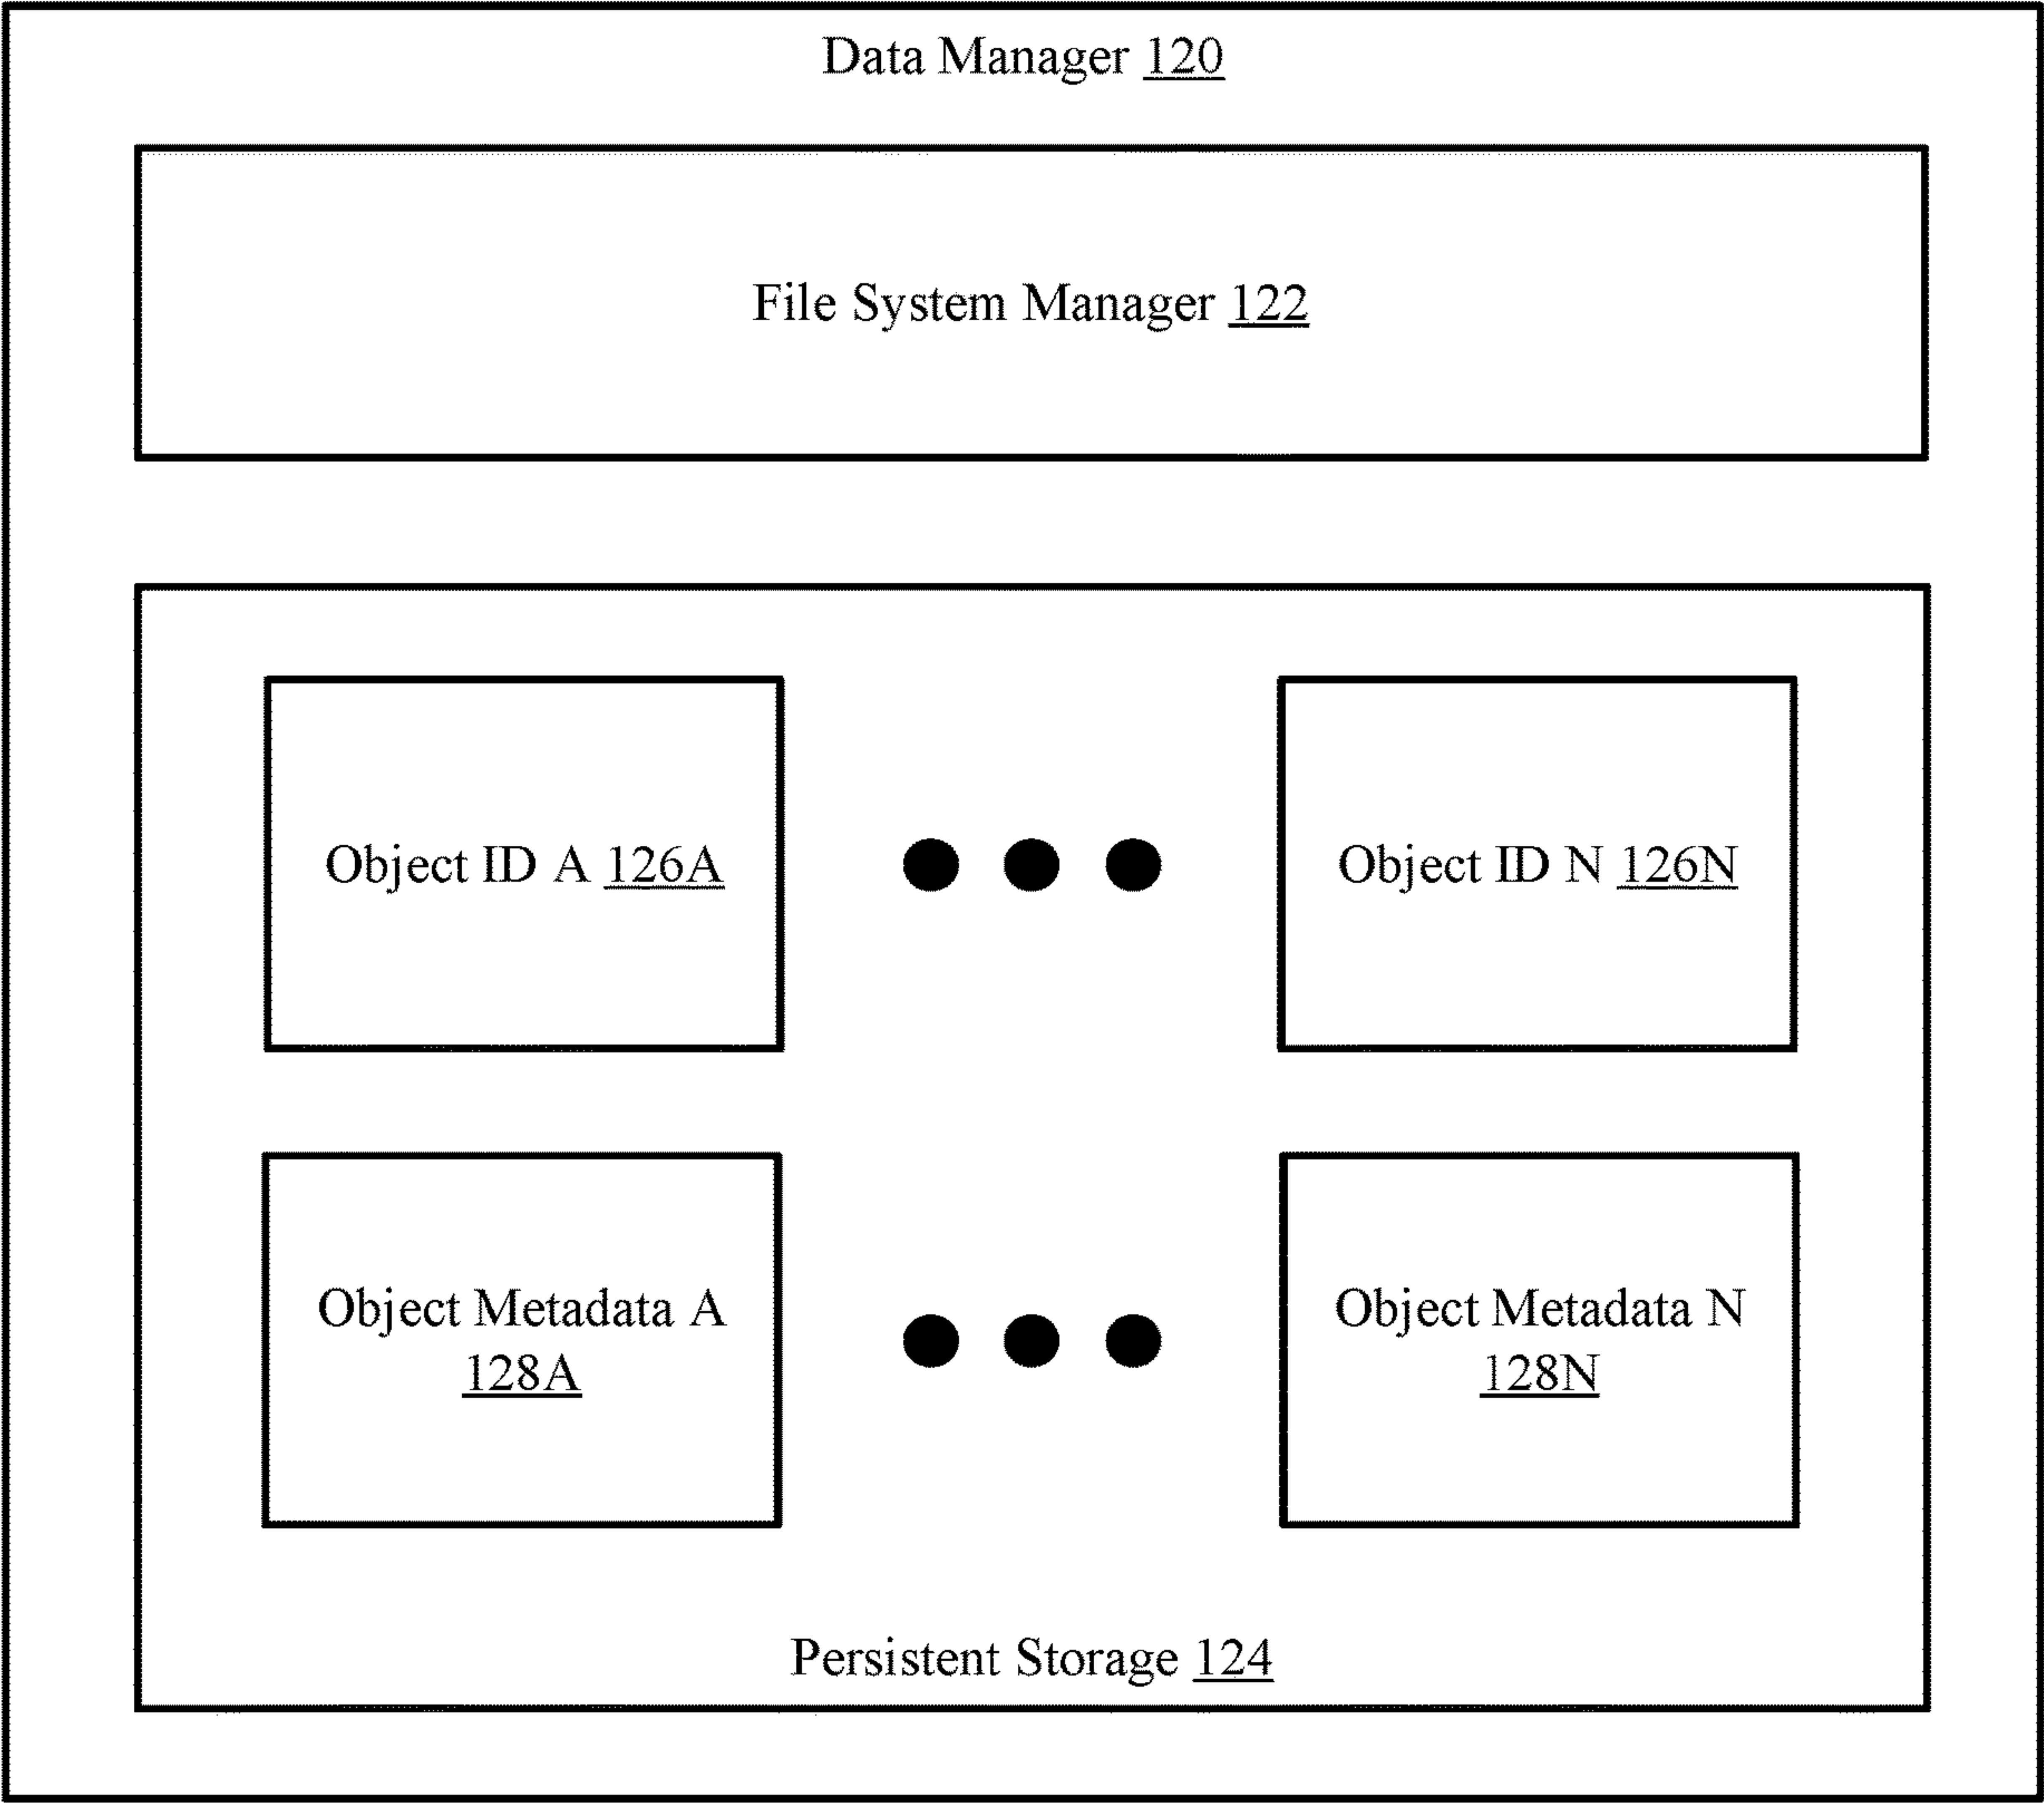 Data Manager 120
File System Manager 122
Object ID A 126A
Object ID N 126N
Object Metadata A
128A
Object Metadata N
128N
Persistent Storage 124